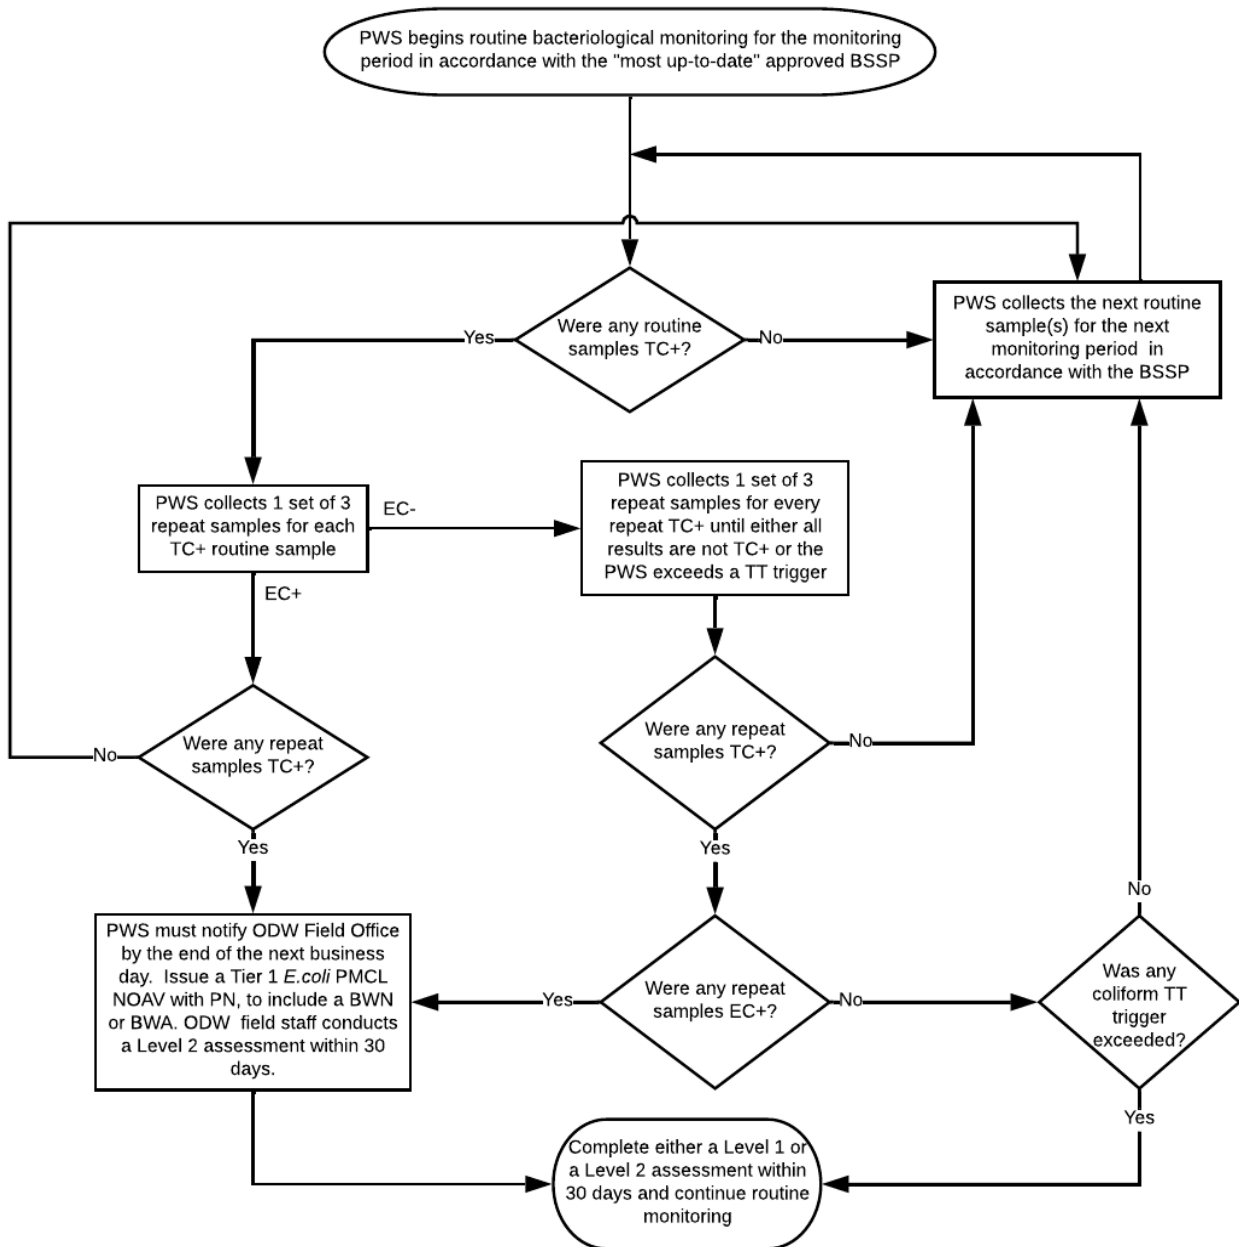 PWS begins routine bacteriological monitoring for the monitoring
period in accordance with the "most up-to-date" approved BSSP
Were any routine
samples TC+?
Yes
No
PWS collects the next routine
sample(s) for the next
monitoring period in
accordance with the BSSP
PWS collects 1 set of 3
repeat samples for each
TC+ routine sample
EC-
EC+
PWS collects 1 set of 3
repeat samples for every
repeat TC+ until either all
results are not TC+ or the
PWS exceeds a TT trigger
Were any repeat
samples TC+?
No
Yes
Were any repeat
samples TC+?
No
Yes
PWS must notify ODW Field Office
by the end of the next business
day. Issue a Tier 1 E.coli PMCL
NOAV with PN, to include a BWN
or BWA. ODW field staff conducts
a Level 2 assessment within 30
days.
Were any repeat
samples EC+?
Yes
No
Was any
coliform TT
trigger
exceeded?
No
Yes
Complete either a Level 1 or
a Level 2 assessment within
30 days and continue routine
monitoring